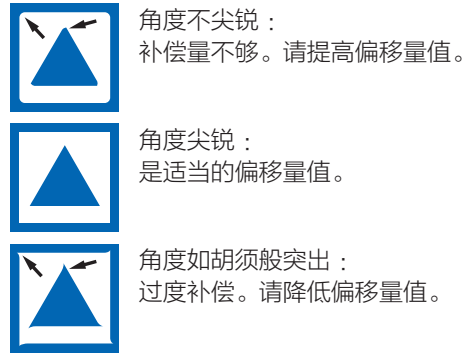 角度不尖锐：
补偿量不够。请提高偏移量值。
角度尖锐：
是适当的偏移量值。
角度如胡须般突出：
过度补偿。请降低偏移量值。